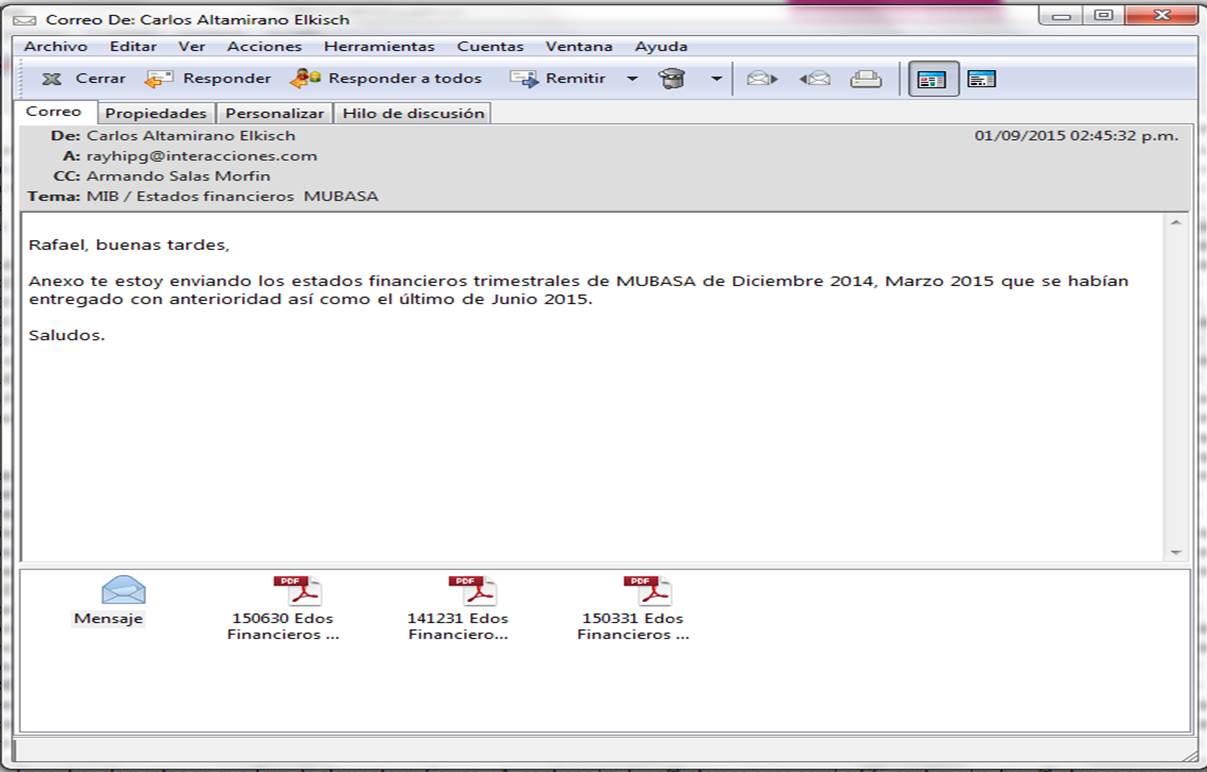 Correo De: Carlos Altamirano Elkisch
Archivo Editar Ver Acciones Herramientas Cuentas Ventana Ayuda
Cerrar Responder Responder a todos Remitir
Correo Propiedades Personalizar Hilo de discusión
De: Carlos Altamirano Elkisch 01/09/2015 02:45:32 p.m.
A: rayhipg@interacciones.com
CC: Armando Salas Morfin
Tema: MIB / Estados financieros MUBASA
Rafael, buenas tardes,
Anexo te estoy enviando los estados financieros trimestrales de MUBASA de Diciembre 2014, Marzo 2015 que se habían
entregado con anterioridad así como el último de Junio 2015.
Saludos.
PDF PDF PDF
Mensaje 150630 Edos 141231 Edos 150331 Edos
Financieros ... Financiero... Financieros ...